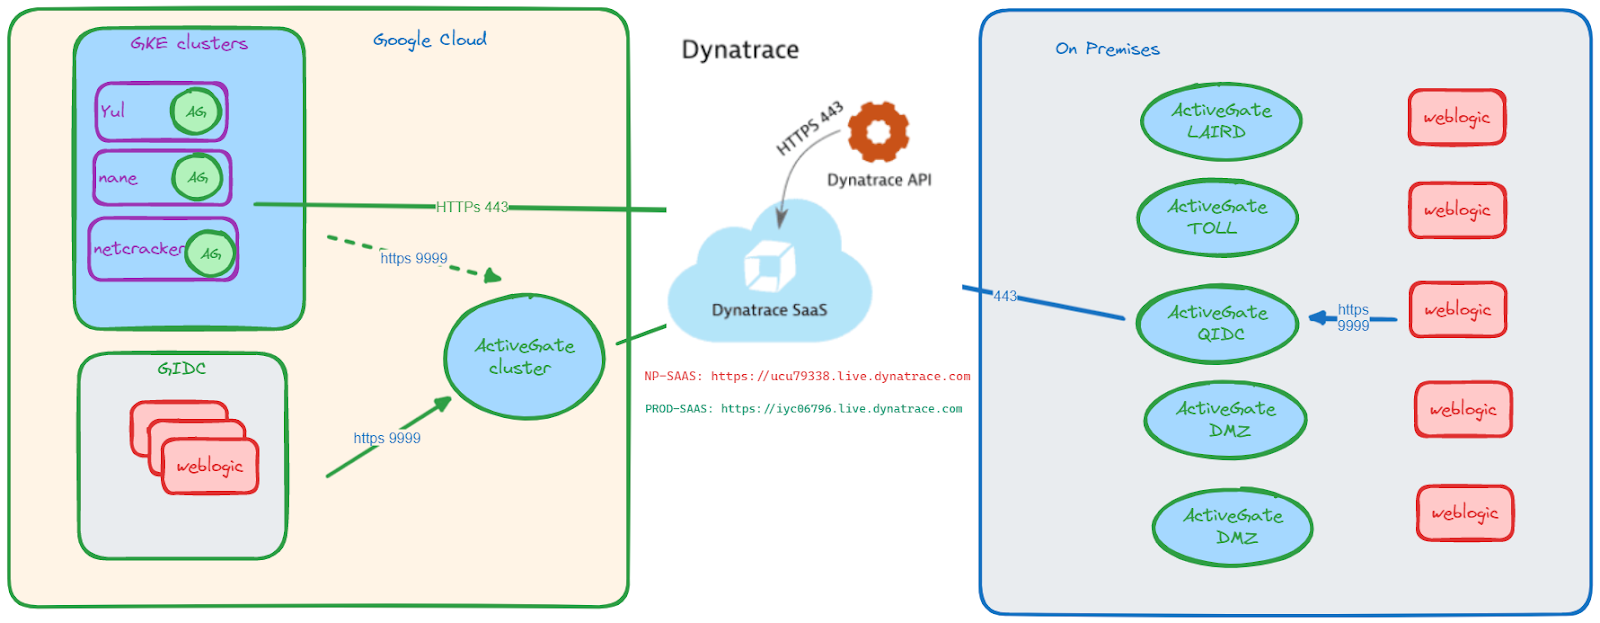 GKE clusters
Google Cloud
Yul
AG
nane
AG
netcracker
AG
HTTPs 443
https 9999
ActiveGate
cluster
GIDC
weblogic
https 9999
Dynatrace
HTTPS 443
Dynatrace API
Dynatrace SaaS
NP-SAAS: https://ucu79338.live.dynatrace.com
PROD-SAAS: https://iyc06796.live.dynatrace.com
On Premises
ActiveGate
LAIRD
weblogic
ActiveGate
TOLL
weblogic
443
ActiveGate
QIDC
https
9999
weblogic
ActiveGate
DMZ
weblogic
ActiveGate
DMZ
weblogic